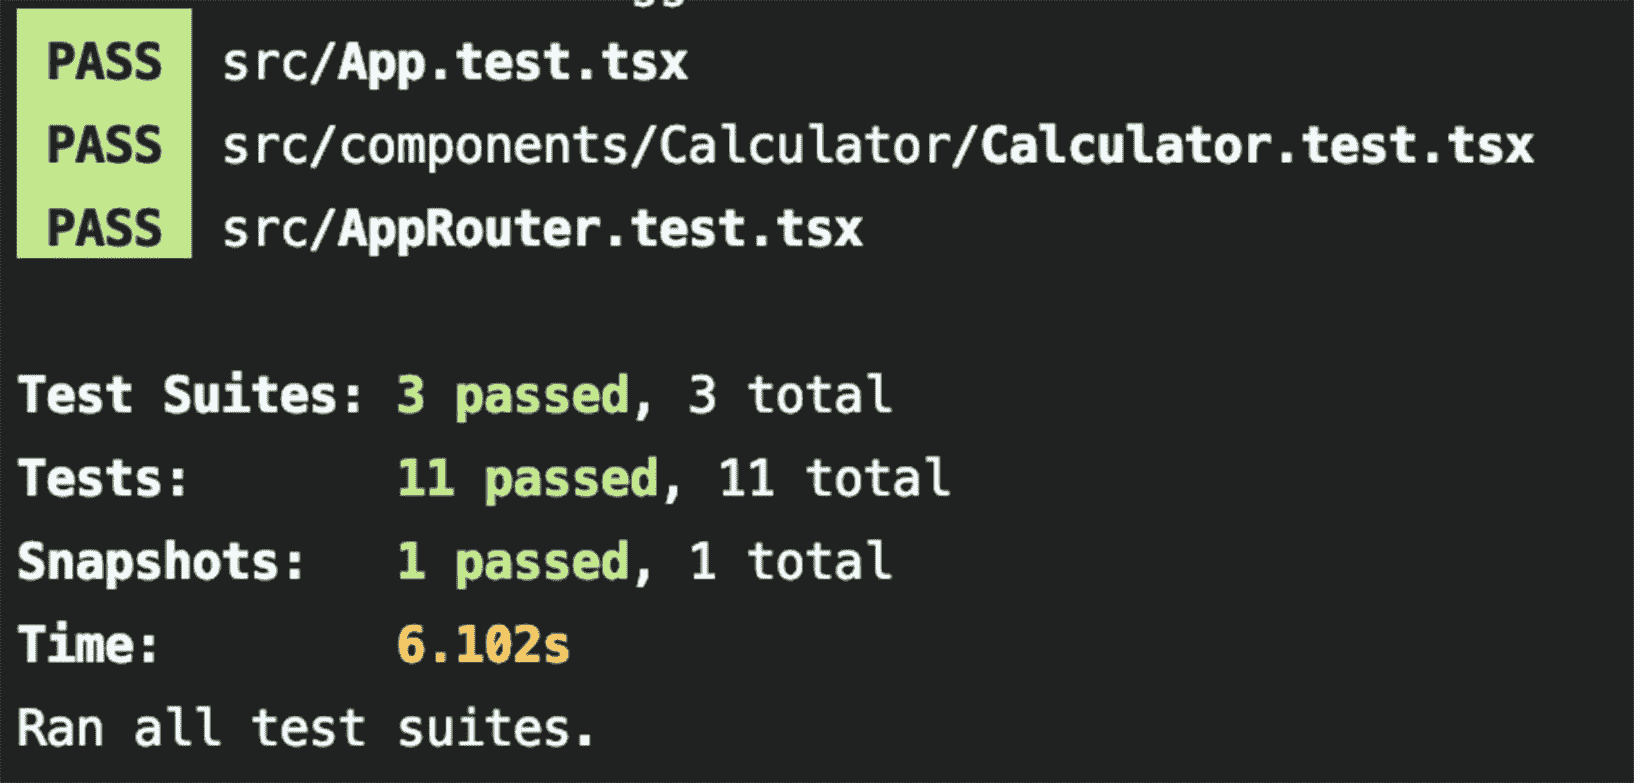 PASS src/App.test.tsx
PASS src/components/Calculator/Calculator.test.tsx
PASS src/AppRouter.test.tsx
Test Suites: 3 passed, 3 total
Tests: 11 passed, 11 total
Snapshots: 1 passed, 1 total
Time: 6.102s
Ran all test suites.